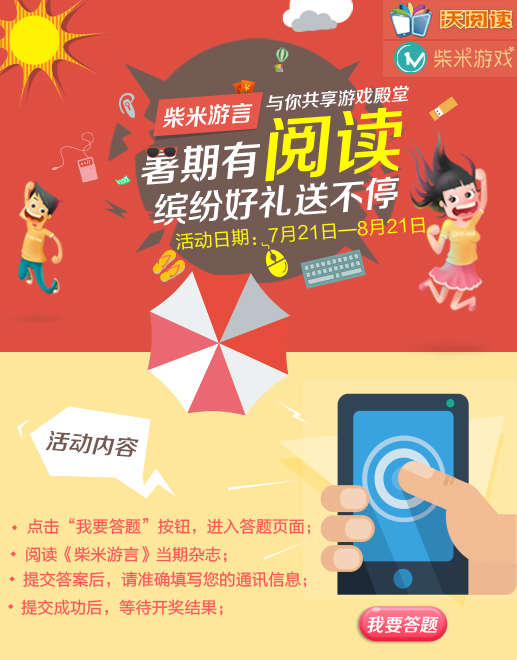 沃阅读
柴米游戏
柴米游言
与你共享游戏殿堂
暑期有阅读
缤纷好礼送不停
活动日期：7月21日—8月21日
活动内容
点击“我要答题”按钮，进入答题页面；
阅读《柴米游言》当期杂志；
提交答案后，请准确填写您的通讯信息；
提交成功后，等待开奖结果；
我要答题